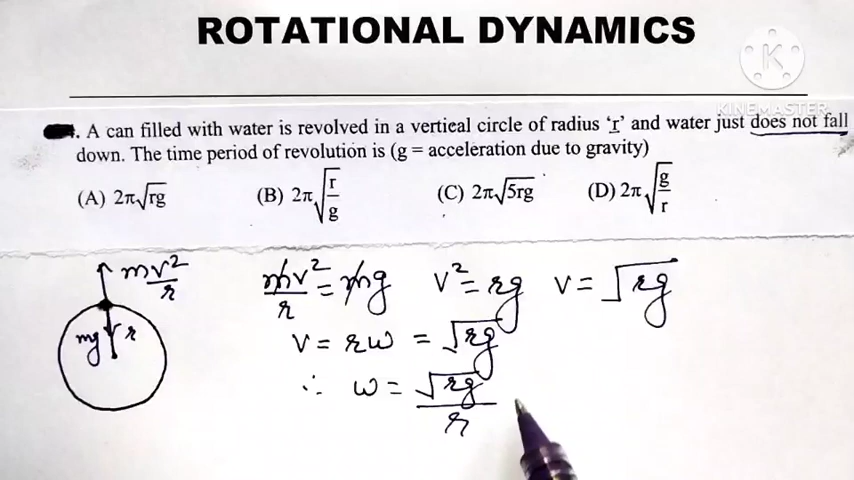 ROTATIONAL DYNAMICS
K
KINEMASTER
. A can filled with water is revolved in a vertieal circle of radius ‘r’ and water just does not fall
down. The time period of revolution is (g = acceleration due to gravity)
(A) 2π√rg (B) 2π√r/g (C) 2π√5rg (D) 2π√g/r
mv²/r mv²/r = mg v² = rg v = √rg
mg r v = rω = √rg
∴ ω = √rg/r